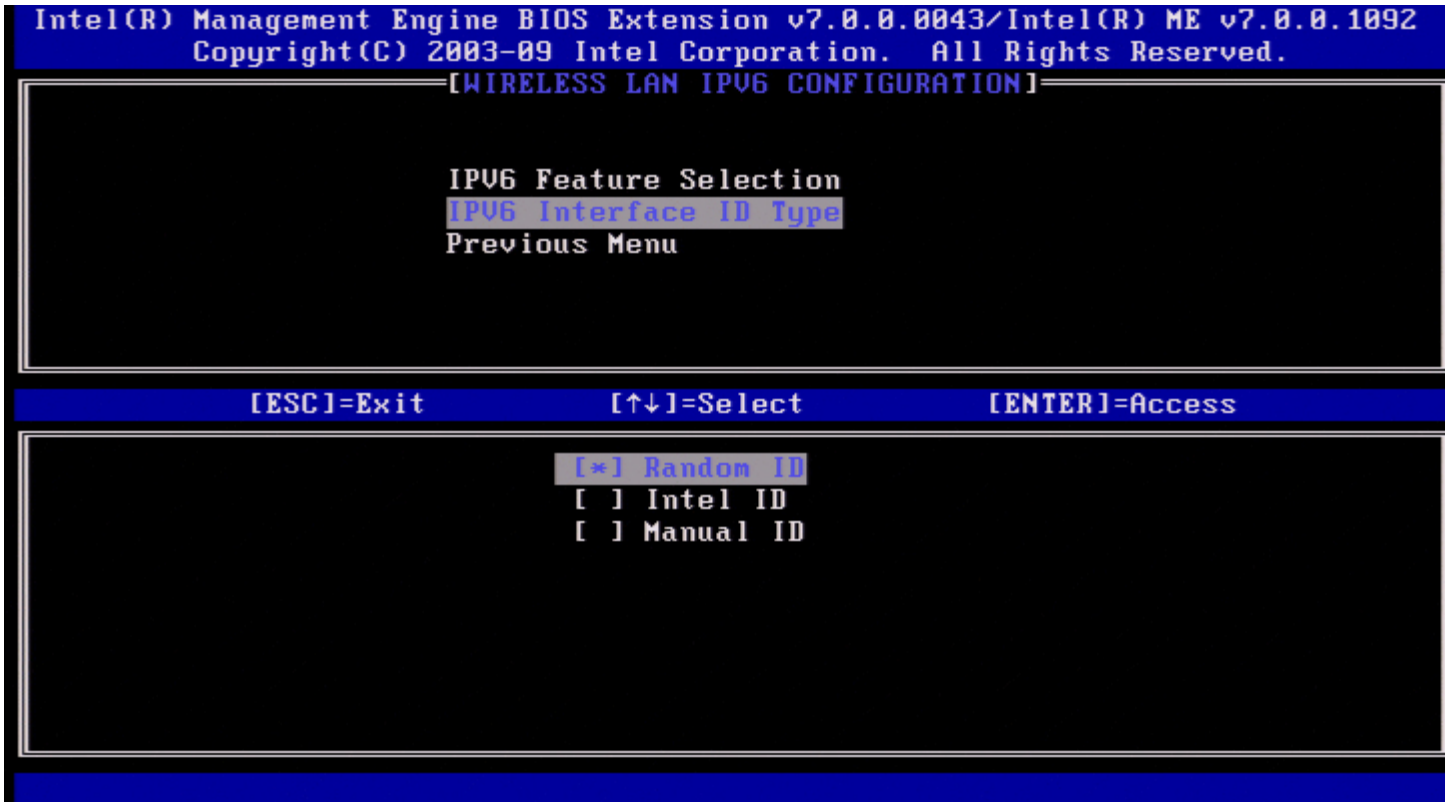 Intel(R) Management Engine BIOS Extension v7.0.0.0043/Intel(R) ME v7.0.0.1092
Copyright(C) 2003-09 Intel Corporation. All Rights Reserved.
[WIRELESS LAN IPV6 CONFIGURATION]
IPV6 Feature Selection
IPV6 Interface ID Type
Previous Menu
[ESC]=Exit [↑↓]=Select [ENTER]=Access
[*] Random ID
[ ] Intel ID
[ ] Manual ID